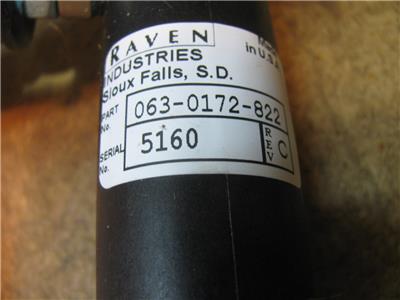 RAVEN
INDUSTRIES
Sioux Falls, S.D.
in U.S.A.
PART No. 063-0172-822
SERIAL No. 5160 REV C